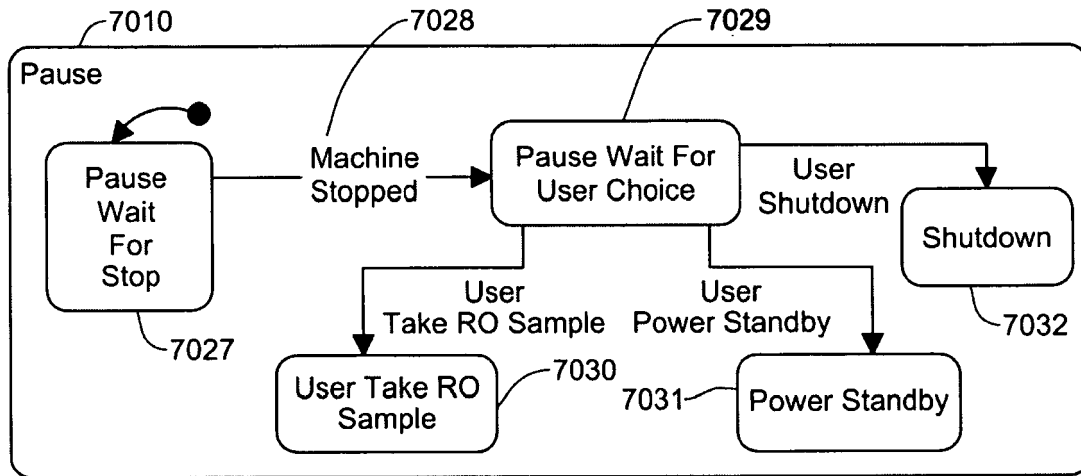 7010
7028
7029
Pause
Pause
Wait
For
Stop
Machine
Stopped
Pause Wait For
User Choice
User
Shutdown
Shutdown
7027
User
Take RO Sample
User
Power Standby
7032
User Take RO
Sample
7030
7031
Power Standby